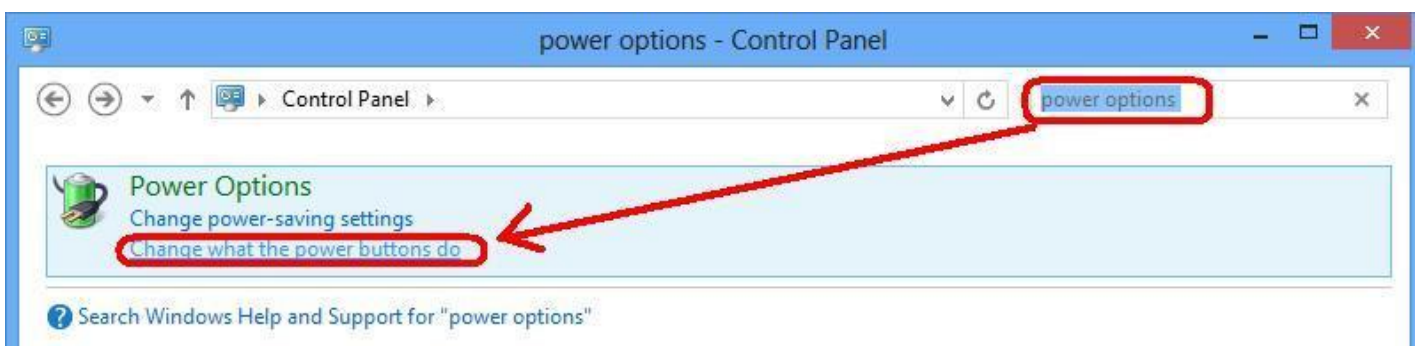 power options - Control Panel
Control Panel
power options
Power Options
Change power-saving settings
Change what the power buttons do
Search Windows Help and Support for "power options"